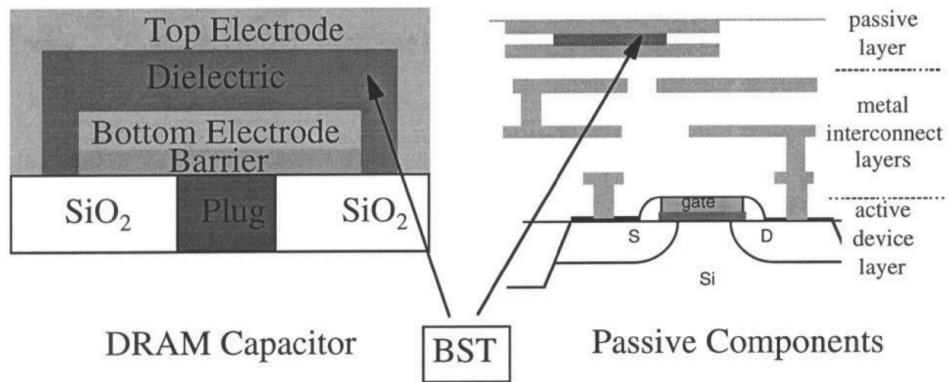 Top Electrode
Dielectric
Bottom Electrode
Barrier
SiO₂
Plug
SiO₂
DRAM Capacitor
BST
passive
layer
metal
interconnect
layers
gate
active
device
layer
S
D
Si
Passive Components